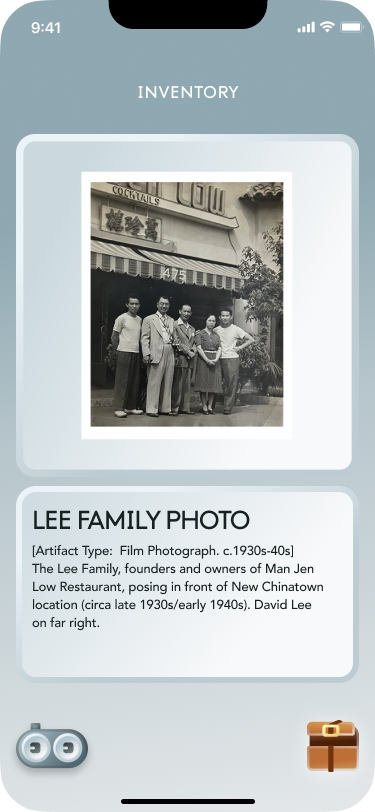 9:41
INVENTORY
LOW
COCKTAILS
樓珍萬
475
LEE FAMILY PHOTO
[Artifact Type: Film Photograph. c.1930s-40s]
The Lee Family, founders and owners of Man Jen
Low Restaurant, posing in front of New Chinatown
location (circa late 1930s/early 1940s). David Lee
on far right.